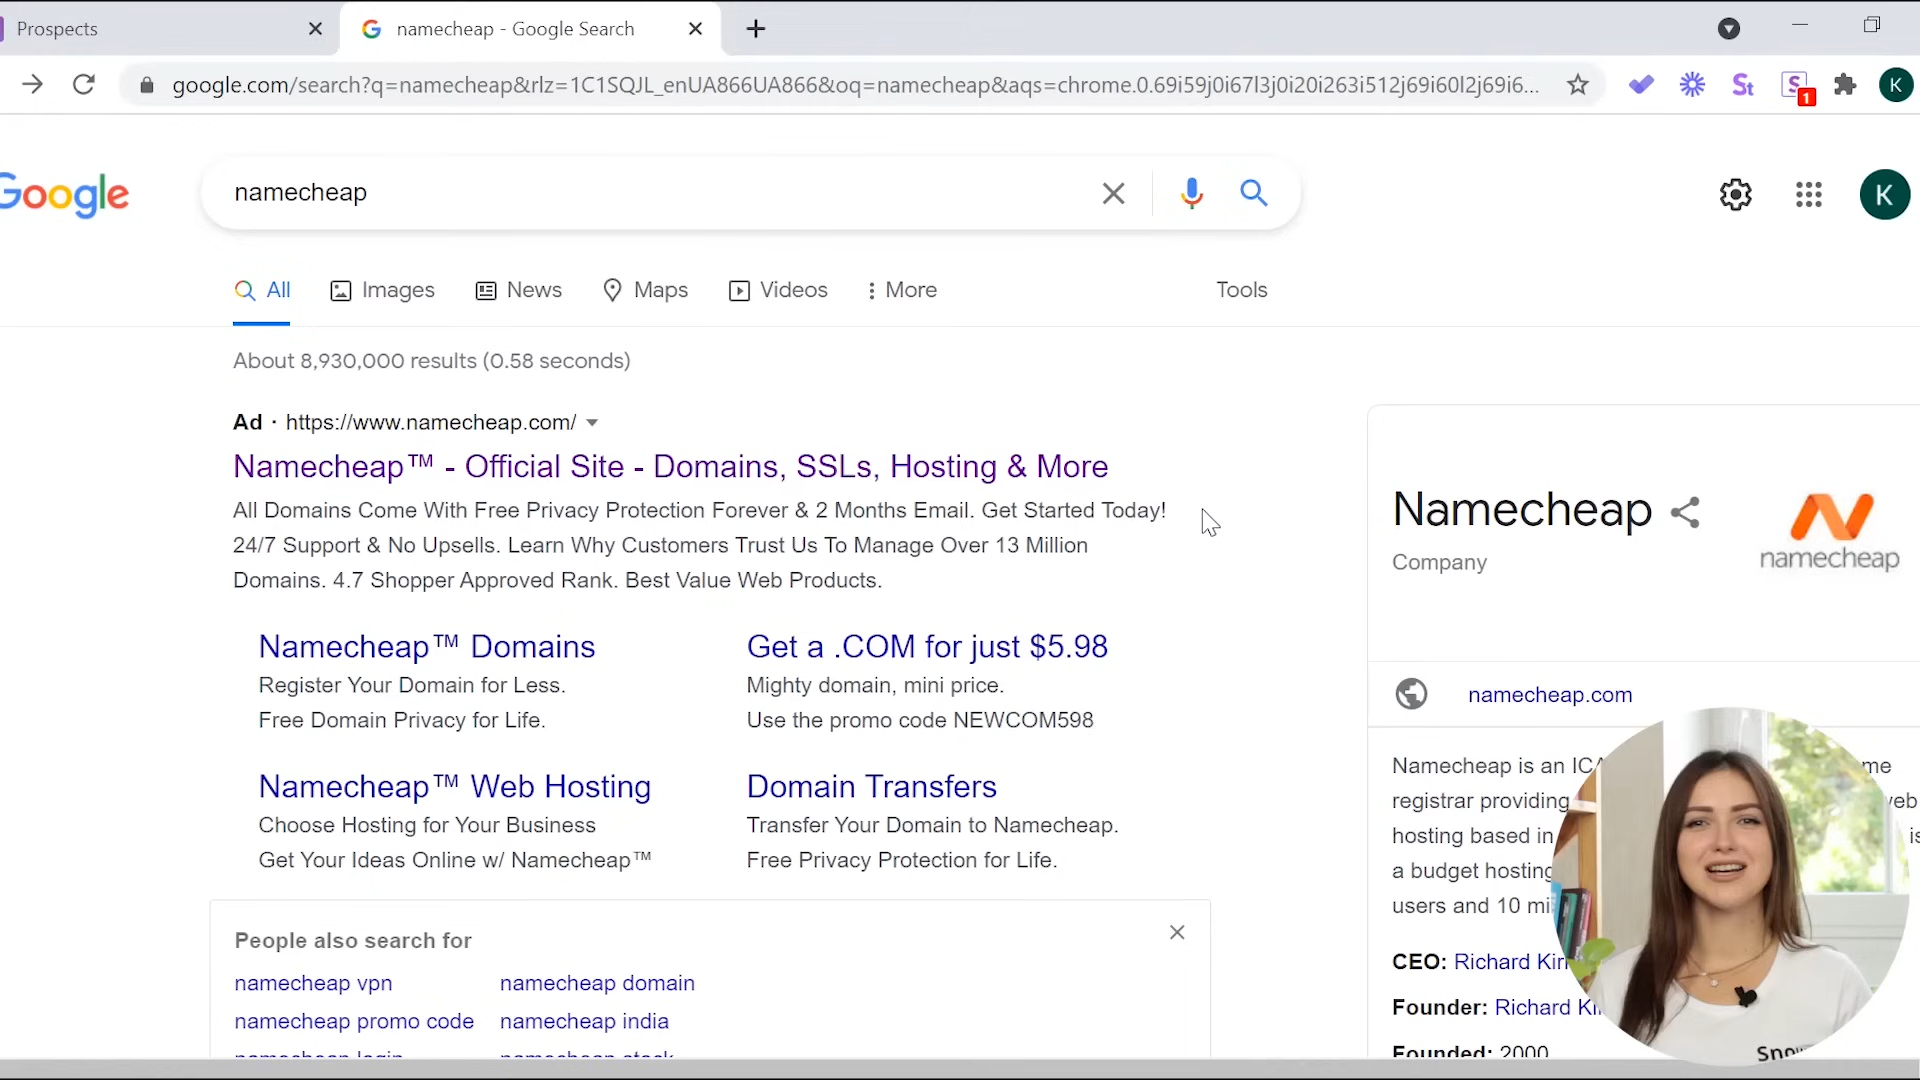 Prospects
namecheap - Google Search
google.com/search?q=namecheap&rlz=1C1SQJL_enUA866UA866&oq=namecheap&aqs=chrome.0.69i59j0i67l3j0i20i263i512j69i60l2j69i6...
St
S
1
K
Google
namecheap
K
All
Images
News
Maps
Videos
More
Tools
About 8,930,000 results (0.58 seconds)
Ad · https://www.namecheap.com/
Namecheap™ - Official Site - Domains, SSLs, Hosting & More
All Domains Come With Free Privacy Protection Forever & 2 Months Email. Get Started Today!
24/7 Support & No Upsells. Learn Why Customers Trust Us To Manage Over 13 Million
Domains. 4.7 Shopper Approved Rank. Best Value Web Products.
Namecheap™ Domains
Register Your Domain for Less.
Free Domain Privacy for Life.
Get a .COM for just $5.98
Mighty domain, mini price.
Use the promo code NEWCOM598
Namecheap™ Web Hosting
Choose Hosting for Your Business
Get Your Ideas Online w/ Namecheap™
Domain Transfers
Transfer Your Domain to Namecheap.
Free Privacy Protection for Life.
People also search for
namecheap vpn
namecheap domain
namecheap promo code
namecheap india
namecheap login
Namecheap
Company
namecheap
namecheap.com
Namecheap is an
registrar providing
hosting based in
a budget hosting
users and 10
CEO: Richard
Founder: Richard
Founded: 2000